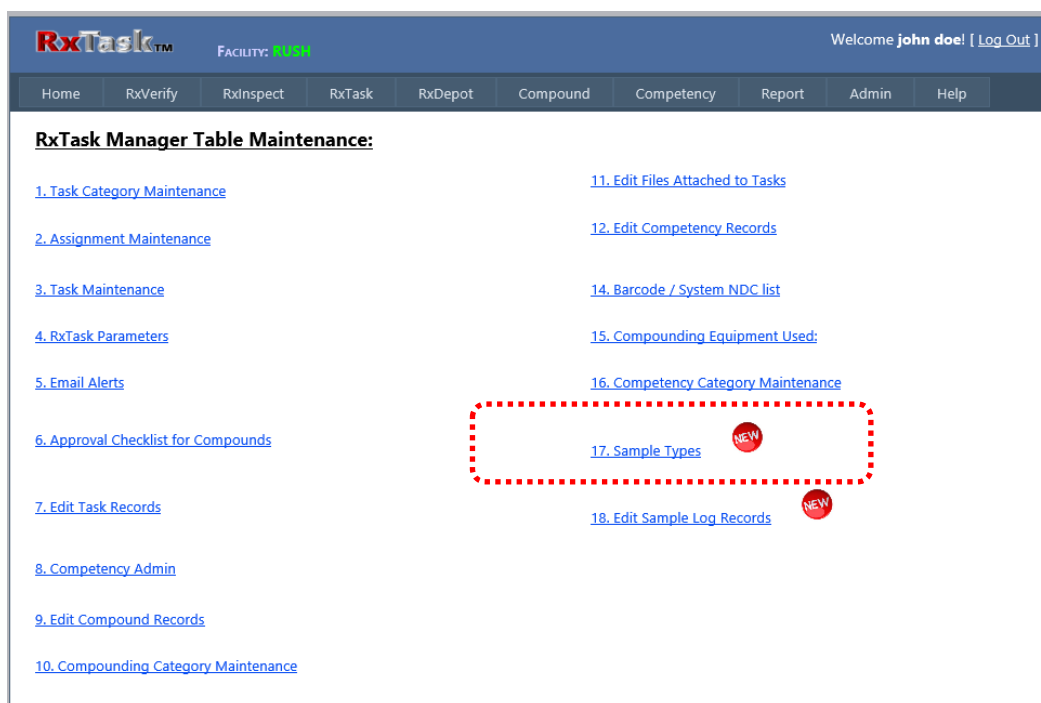 RxTask™
FACILITY: RUSH
Welcome john doe! [ Log Out ]
Home RxVerify RxInspect RxTask RxDepot Compound Competency Report Admin Help
RxTask Manager Table Maintenance:
1. Task Category Maintenance
2. Assignment Maintenance
3. Task Maintenance
4. RxTask Parameters
5. Email Alerts
6. Approval Checklist for Compounds
7. Edit Task Records
8. Competency Admin
9. Edit Compound Records
10. Compounding Category Maintenance
11. Edit Files Attached to Tasks
12. Edit Competency Records
14. Barcode / System NDC list
15. Compounding Equipment Used:
16. Competency Category Maintenance
17. Sample Types NEW
18. Edit Sample Log Records NEW